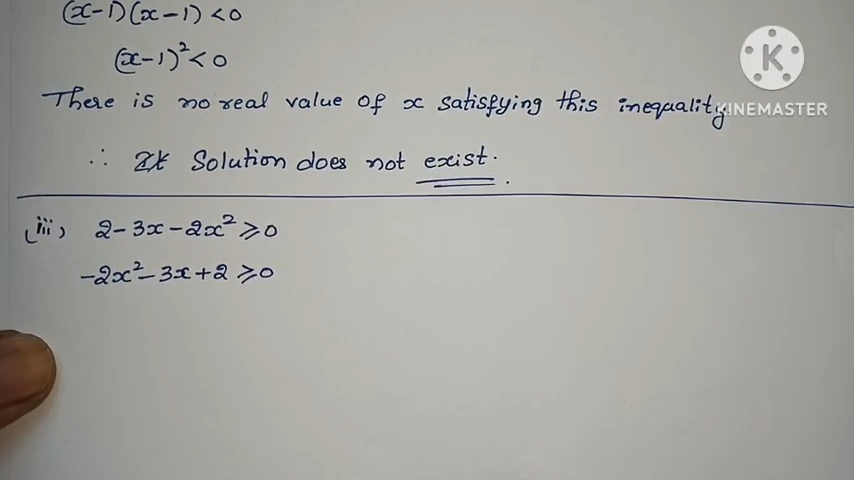 (x-1)(x-1) <0
(x-1)² <0
K
KINEMASTER
There is no real value of x satisfying this inequality
∴ Solution does not exist.
(iii) 2-3x-2x² ≥0
-2x²-3x+2 ≥0